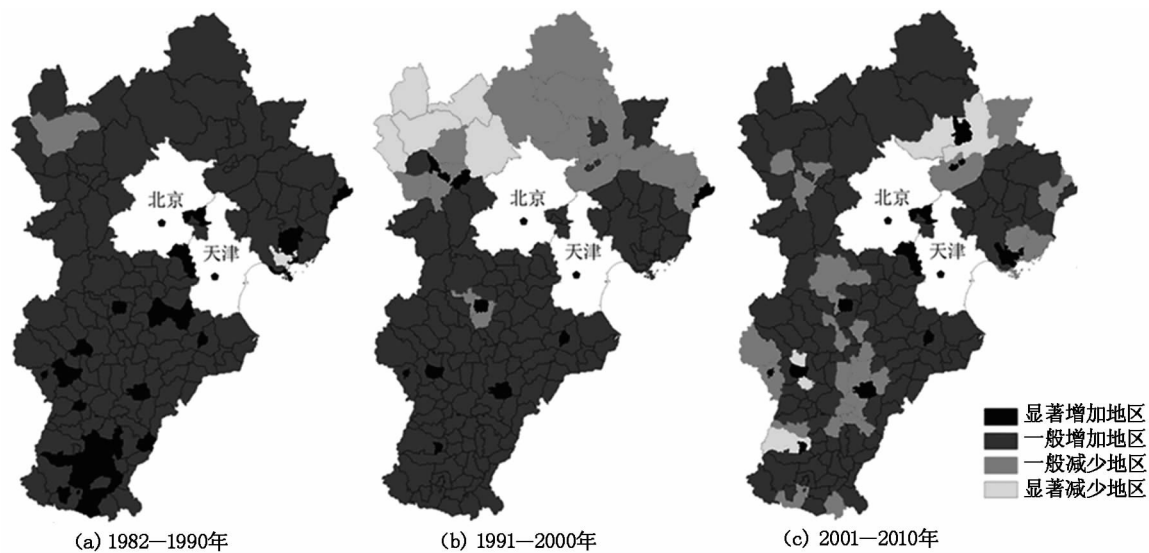 北京
天津
北京
天津
北京
天津
显著增加地区
一般增加地区
一般减少地区
显著减少地区
(a) 1982—1990年
(b) 1991—2000年
(c) 2001—2010年